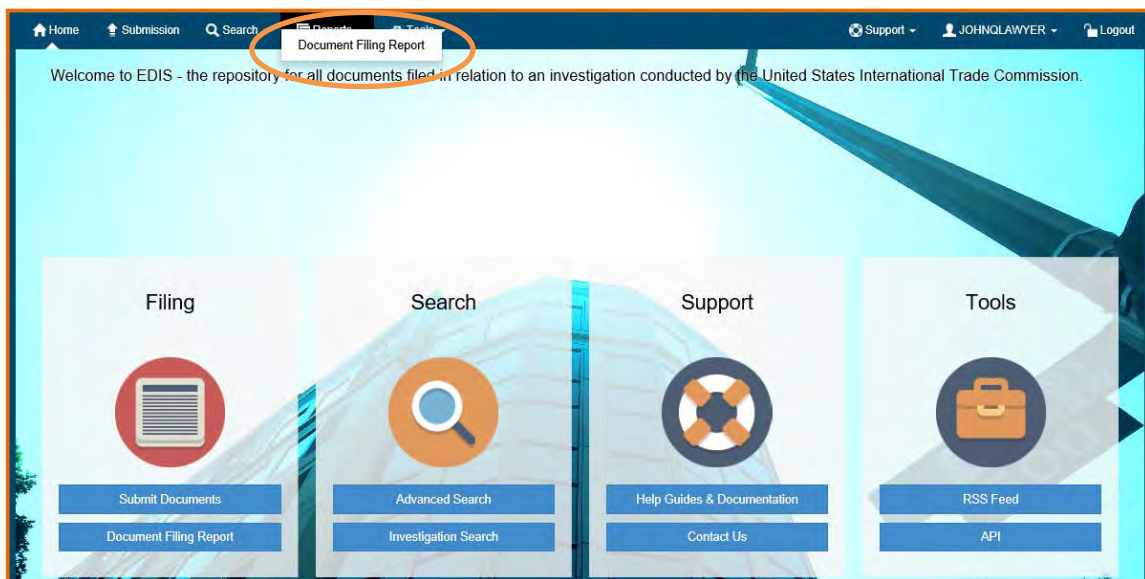 Home Submission Search Reports Tools Support JOHNQLAWYER Logout
Document Filing Report
Welcome to EDIS - the repository for all documents filed in relation to an investigation conducted by the United States International Trade Commission.
Filing Search Support Tools
Submit Documents Advanced Search Help Guides & Documentation RSS Feed
Document Filing Report Investigation Search Contact Us API